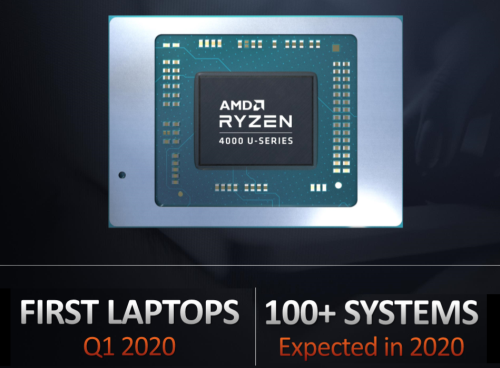 AMD
RYZEN
4000 U-SERIES
FIRST LAPTOPS
Q1 2020
100+ SYSTEMS
Expected in 2020